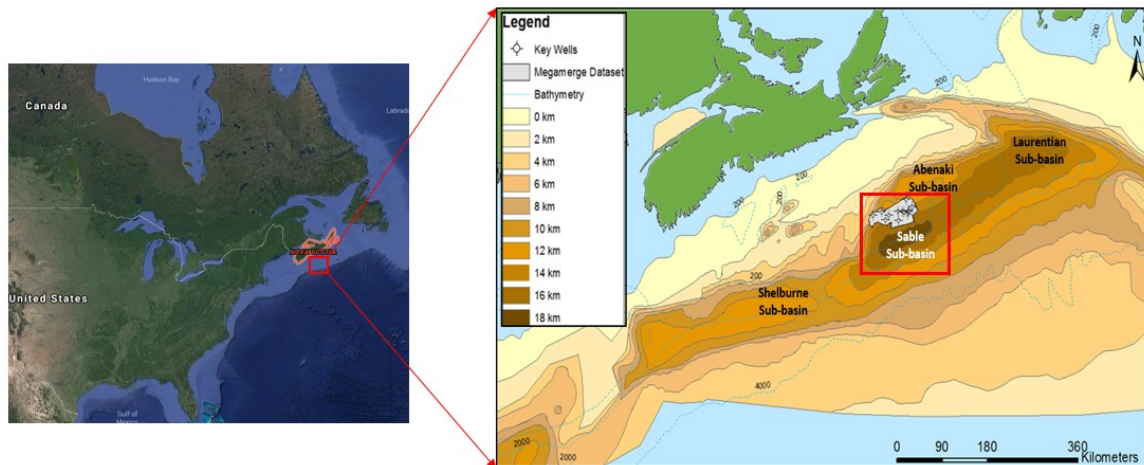 Hudson Bay
Canada
Labrador
NOVA SCOTIA
United States
Gulf of
Mexico
Legend
Key Wells
Megamerge Dataset
Bathymetry
0 km
2 km
4 km
6 km
8 km
10 km
12 km
14 km
16 km
18 km
200
200
N
200
200
200
200
Laurentian
Sub-basin
Abenaki
Sub-basin
Sable
Sub-basin
200
Shelburne
Sub-basin
4000
2000
2000
0 90 180 360
Kilometers